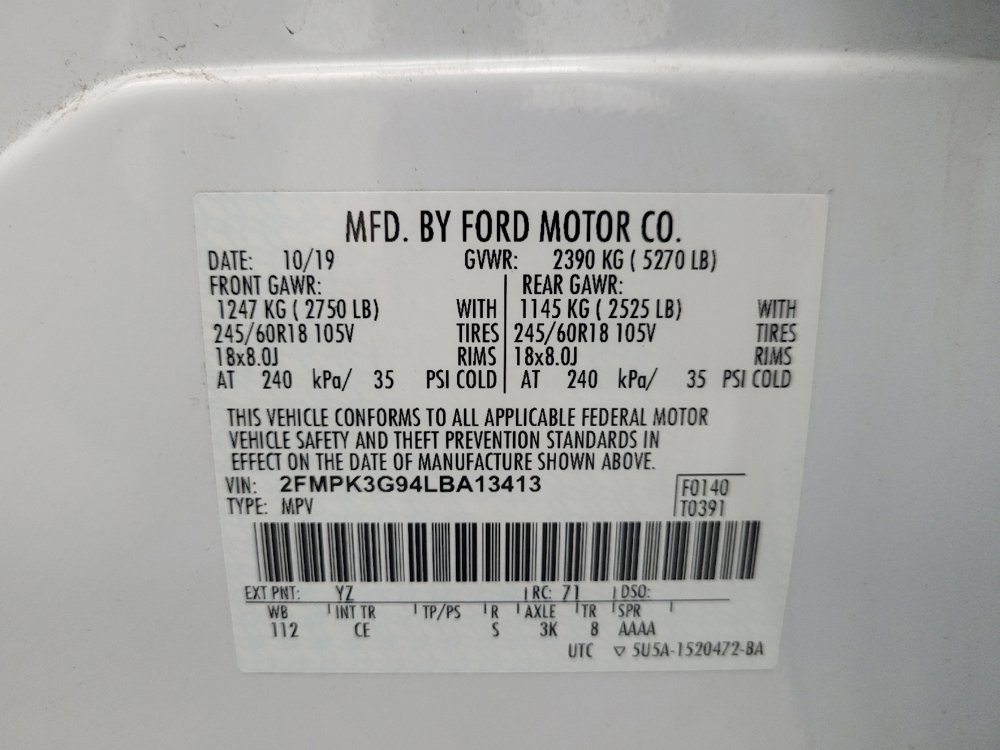 MFD. BY FORD MOTOR CO.
DATE: 10/19 GVWR: 2390 KG ( 5270 LB)
FRONT GAWR: REAR GAWR:
1247 KG ( 2750 LB) WITH 1145 KG ( 2525 LB) WITH
245/60R18 105V TIRES 245/60R18 105V TIRES
18x8.0J RIMS 18x8.0J RIMS
AT 240 kPa/ 35 PSI COLD AT 240 kPa/ 35 PSI COLD
THIS VEHICLE CONFORMS TO ALL APPLICABLE FEDERAL MOTOR
VEHICLE SAFETY AND THEFT PREVENTION STANDARDS IN
EFFECT ON THE DATE OF MANUFACTURE SHOWN ABOVE.
VIN: 2FMPK3G94LBA13413 F0140
TYPE: MPV T0391
EXT PNT: YZ RC: 71 DSO:
WB INT TR TP/PS R AXLE TR SPR
112 CE S 3K 8 AAAA
UTC ▽ 5U5A-1520472-BA